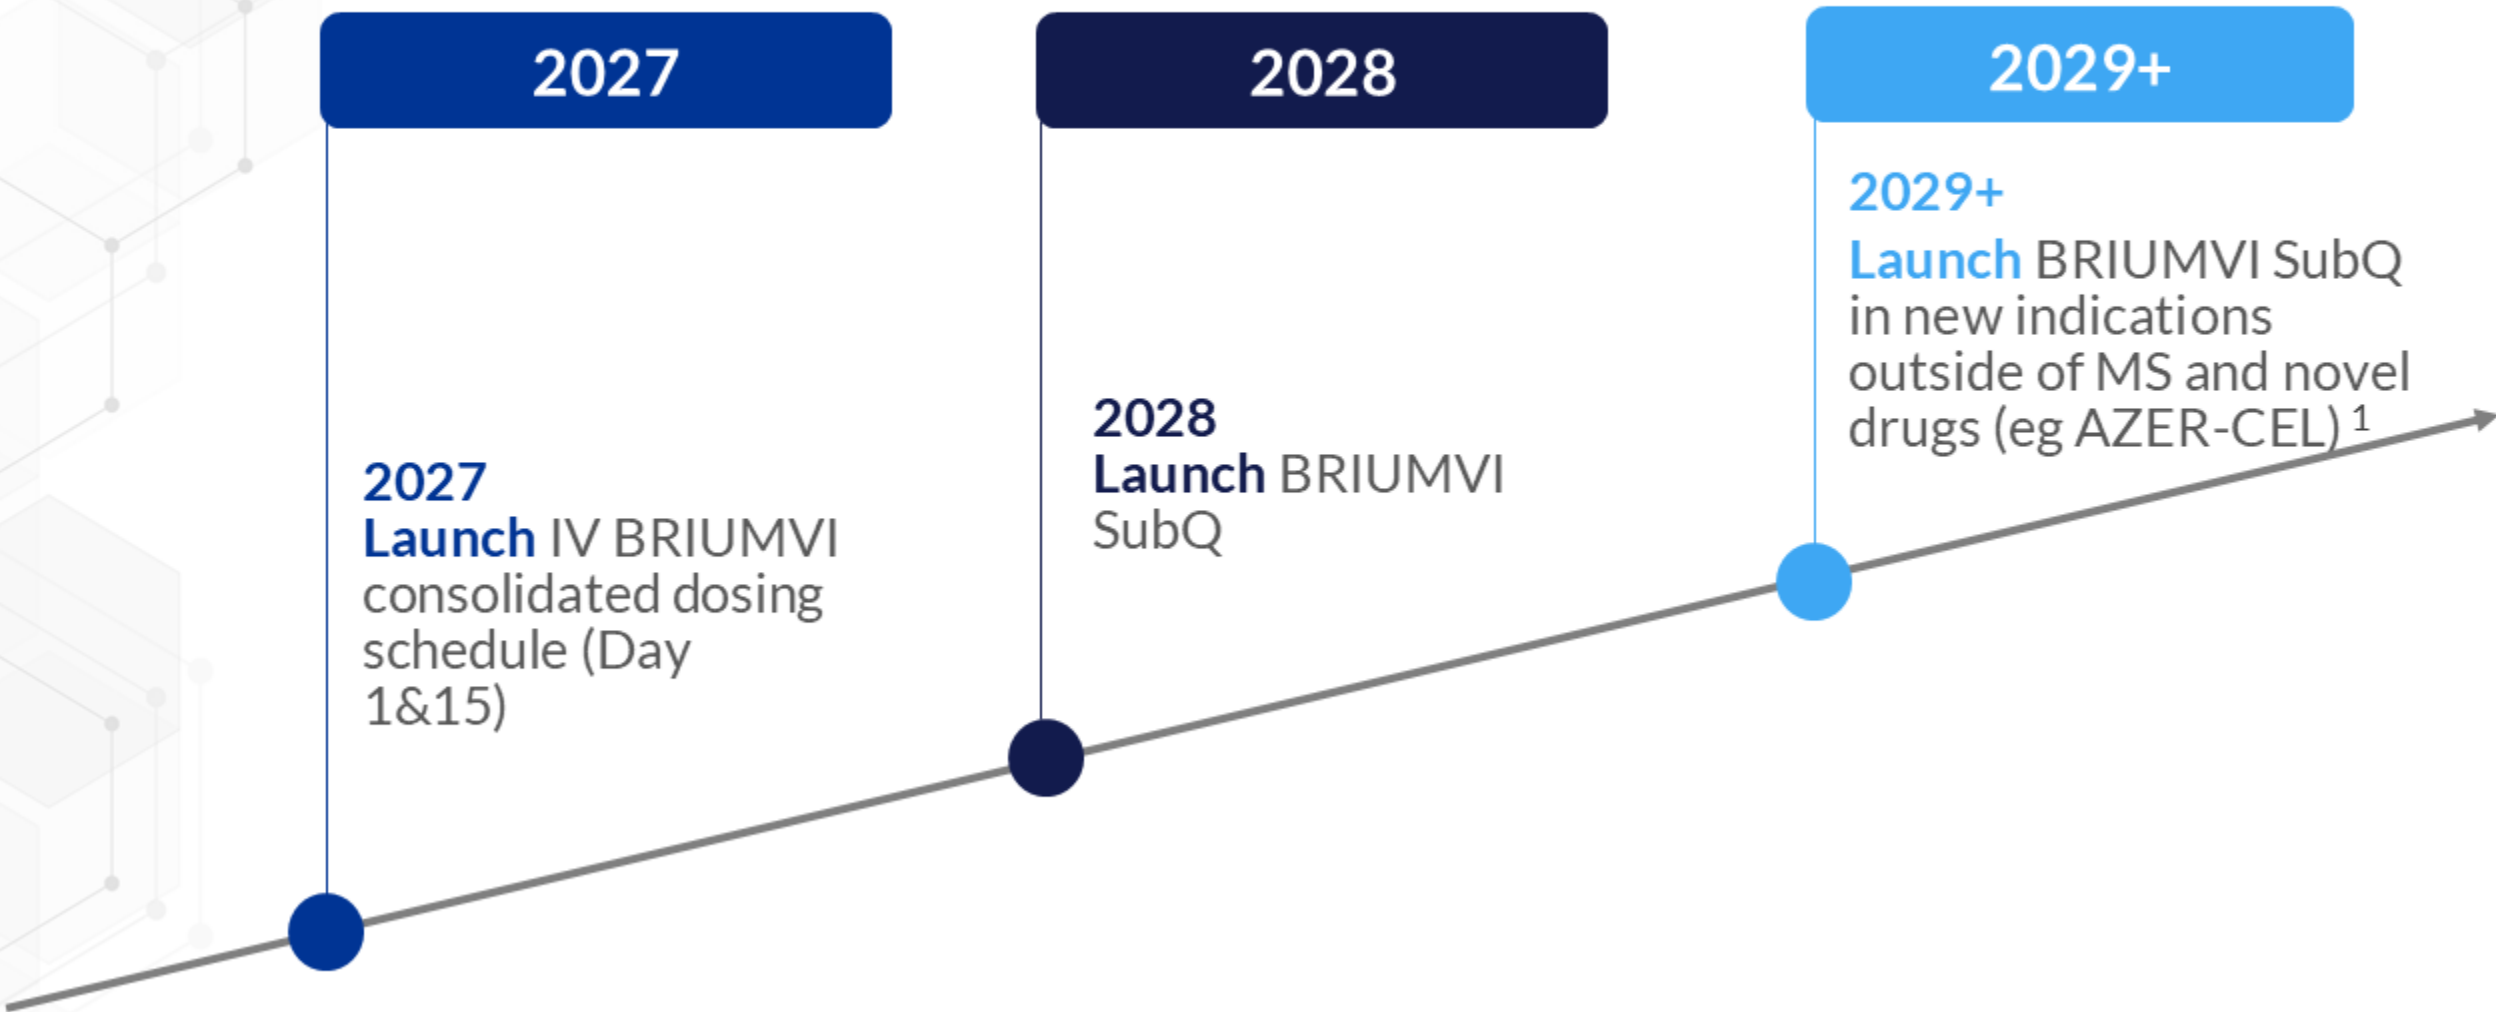 2027
2028
2029+
2027
Launch IV BRIUMVI
consolidated dosing
schedule (Day
1&15)
2028
Launch BRIUMVI
SubQ
2029+
Launch BRIUMVI SubQ
in new indications
outside of MS and novel
drugs (eg AZER-CEL) 1